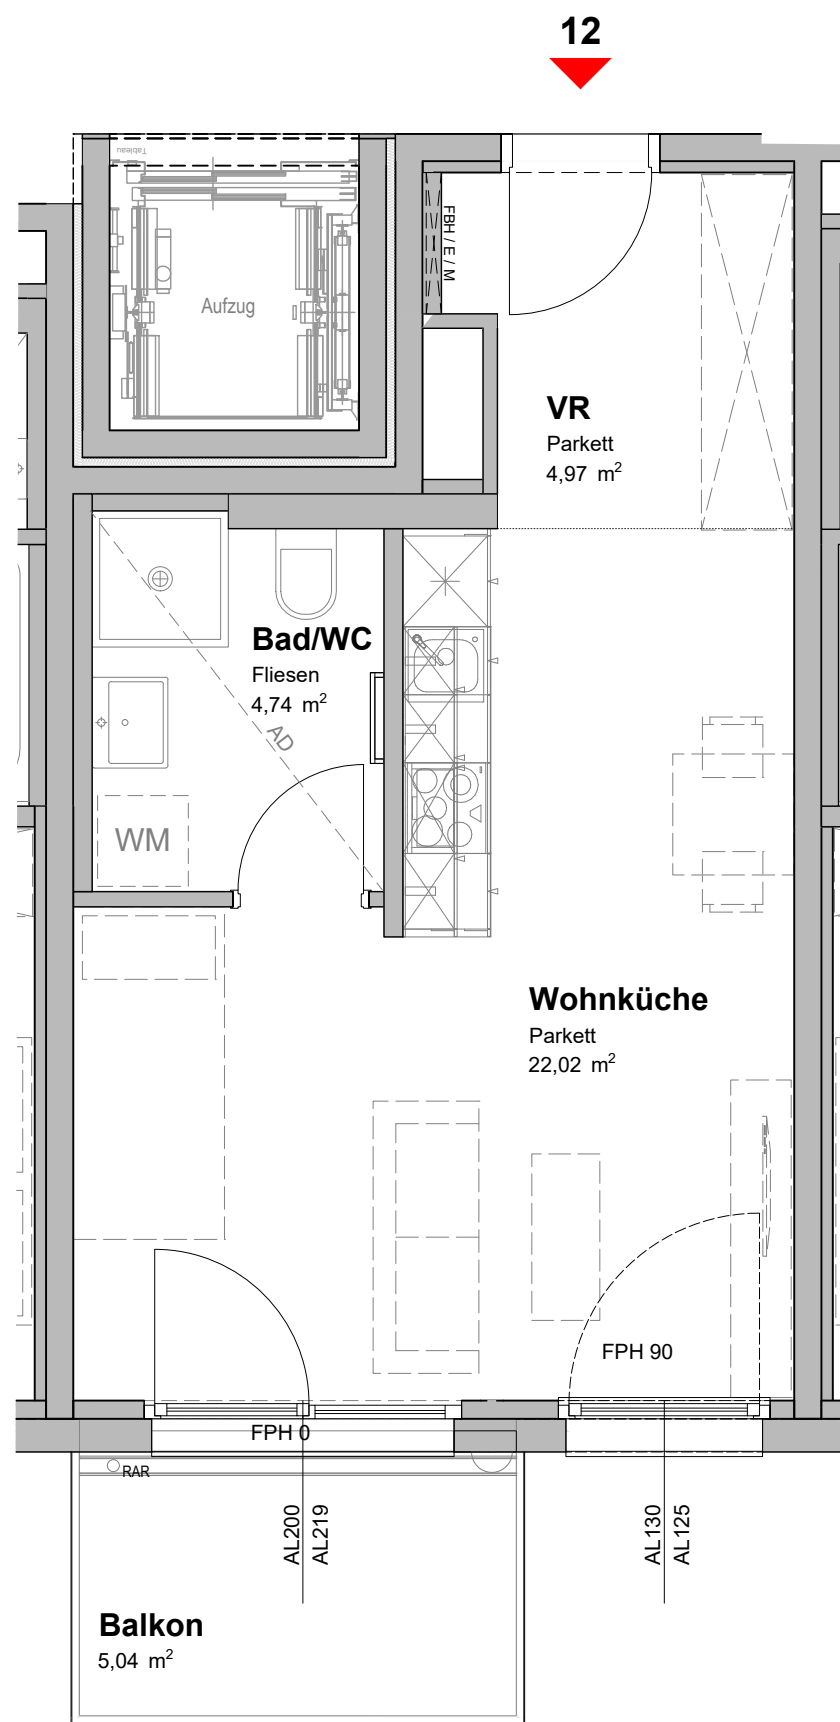 12
Tableau
Aufzug
FBH / E / M
VR
Parkett
4,97 m²
Bad/WC
Fliesen
4,74 m²
AD
WM
Wohnküche
Parkett
22,02 m²
FPH 90
FPH 0
RAR
AL200
AL219
AL130
AL125
Balkon
5,04 m²